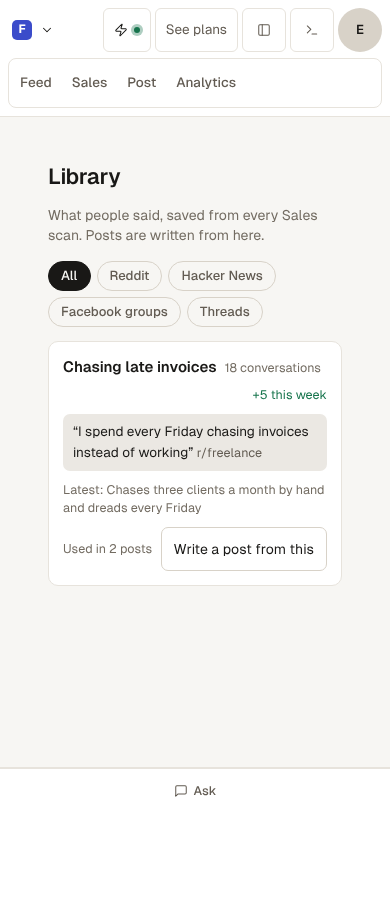 F
See plans
E
Feed Sales Post Analytics
Library
What people said, saved from every Sales
scan. Posts are written from here.
All Reddit Hacker News
Facebook groups Threads
Chasing late invoices 18 conversations
+5 this week
“I spend every Friday chasing invoices
instead of working” r/freelance
Latest: Chases three clients a month by hand
and dreads every Friday
Used in 2 posts Write a post from this
Ask